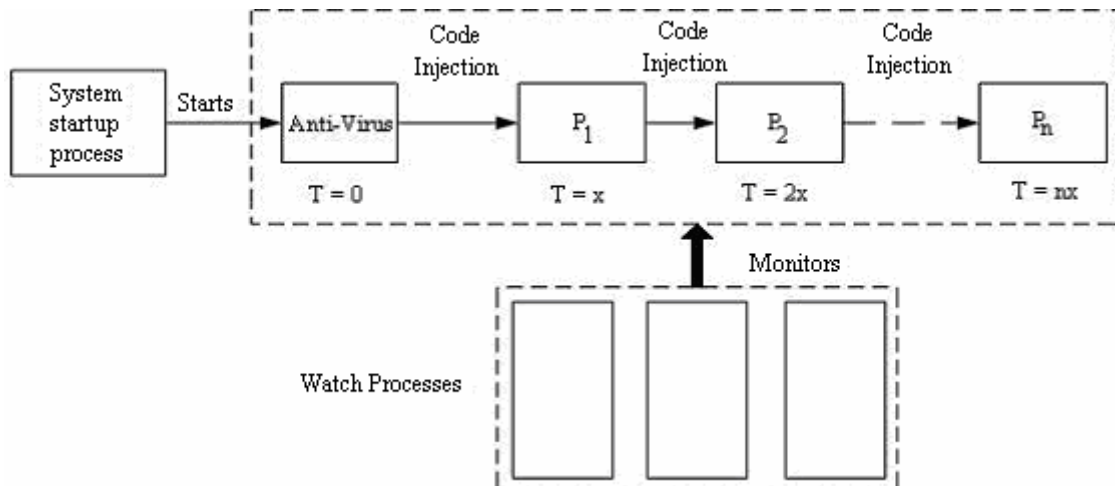 Code
Injection
Code
Injection
Code
Injection
System
startup
process
Starts
Anti-Virus
P1
P2
Pn
T = 0
T = x
T = 2x
T = nx
Monitors
Watch Processes